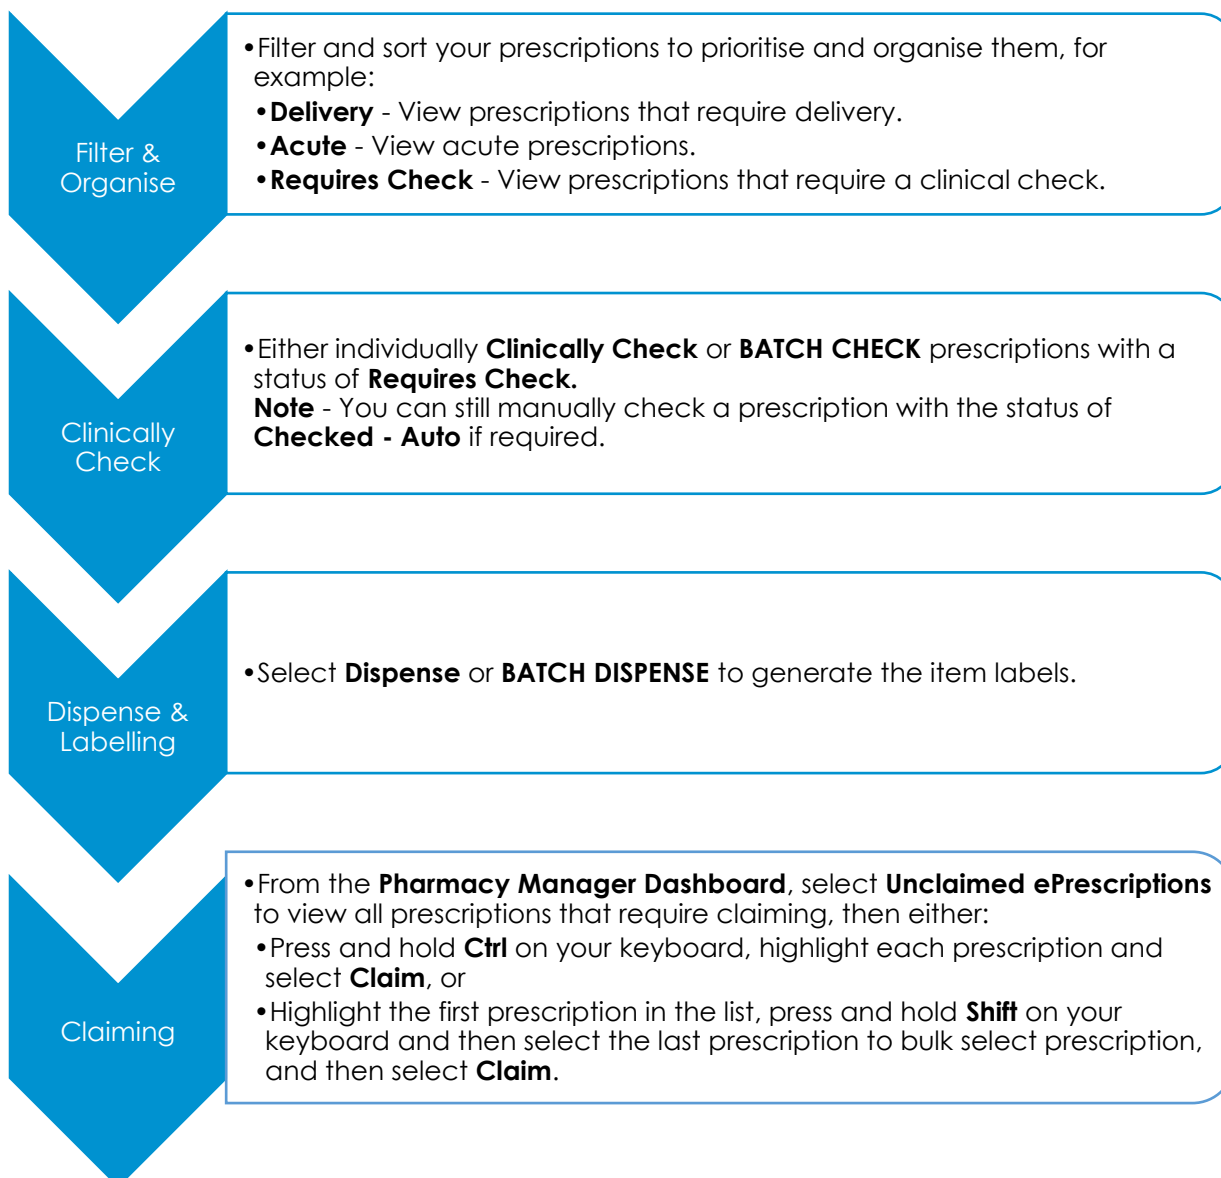 Filter &
Organise
•Filter and sort your prescriptions to prioritise and organise them, for
example:
•Delivery - View prescriptions that require delivery.
•Acute - View acute prescriptions.
•Requires Check - View prescriptions that require a clinical check.
Clinically
Check
•Either individually Clinically Check or BATCH CHECK prescriptions with a
status of Requires Check.
Note - You can still manually check a prescription with the status of
Checked - Auto if required.
Dispense &
Labelling
•Select Dispense or BATCH DISPENSE to generate the item labels.
Claiming
•From the Pharmacy Manager Dashboard, select Unclaimed ePrescriptions
to view all prescriptions that require claiming, then either:
•Press and hold Ctrl on your keyboard, highlight each prescription and
select Claim, or
•Highlight the first prescription in the list, press and hold Shift on your
keyboard and then select the last prescription to bulk select prescription,
and then select Claim.